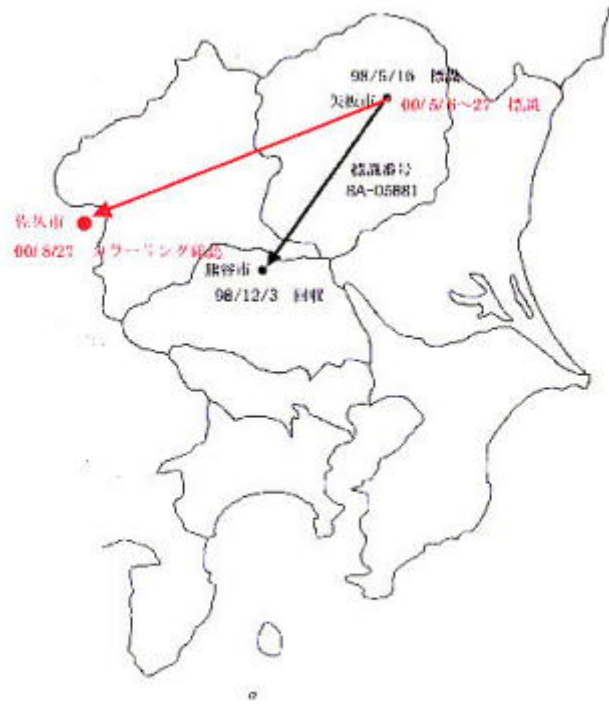 98/5/16 標識
矢板市
00/5/6～27 標識
標識番号
8A-05881
佐久市
00/8/27 カラーリング確認
熊谷市
98/12/3 回収